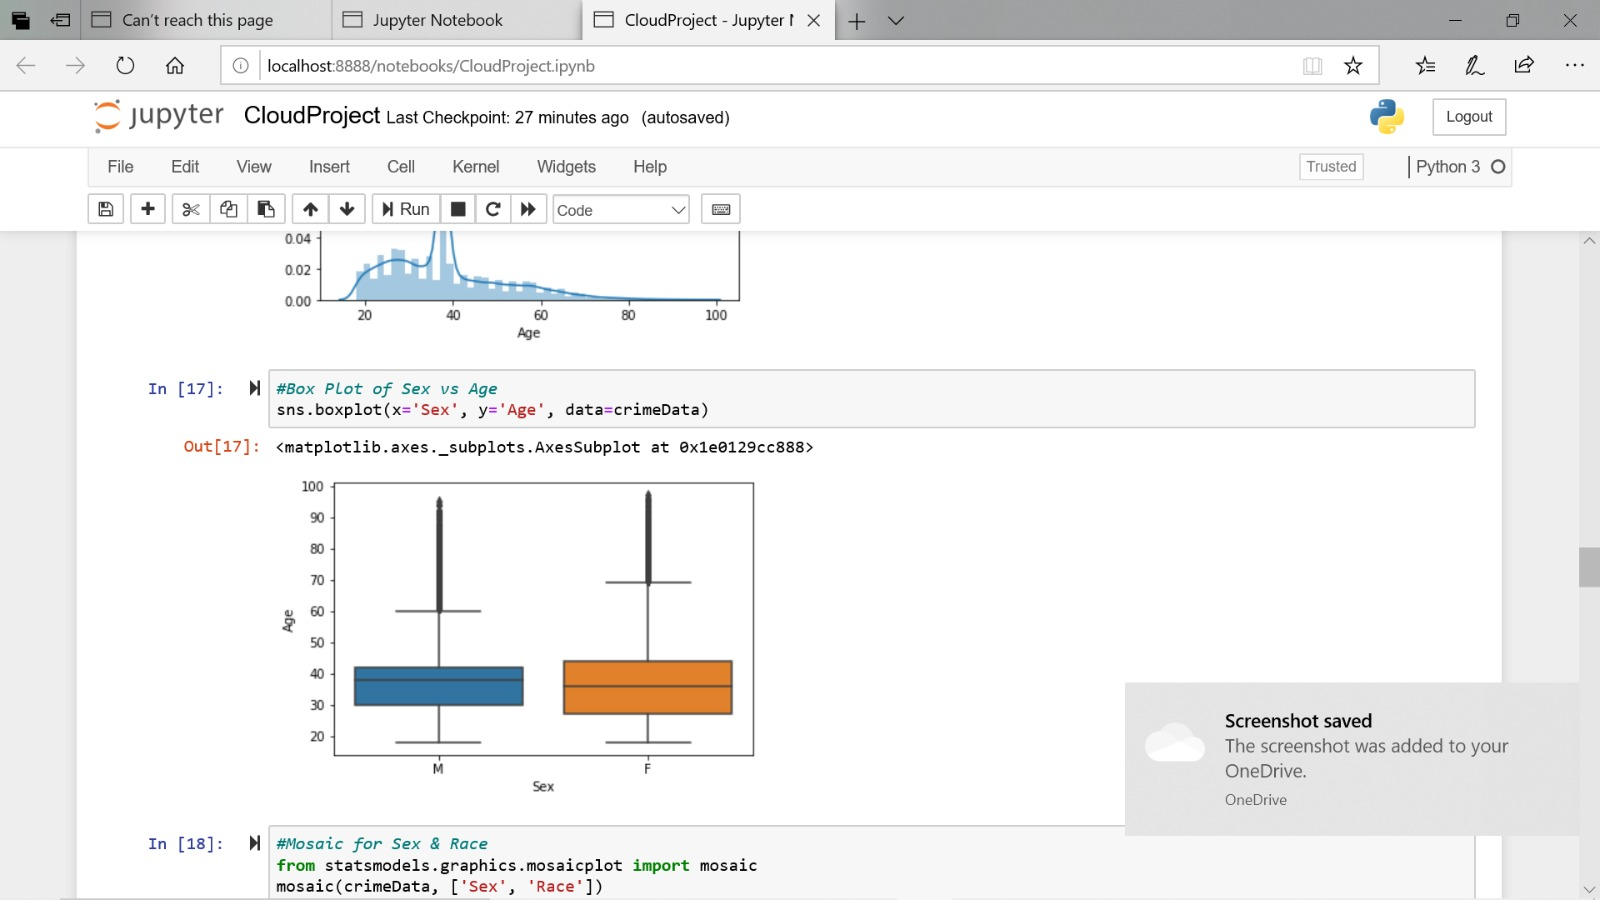 Can't reach this page
Jupyter Notebook
CloudProject - Jupyter N
localhost:8888/notebooks/CloudProject.ipynb
jupyter CloudProject Last Checkpoint: 27 minutes ago (autosaved)
Logout
File Edit View Insert Cell Kernel Widgets Help
Trusted
Python 3
Run
Code
0.04
0.02
0.00
20 40 60 80 100
Age
In [17]:
#Box Plot of Sex vs Age
sns.boxplot(x='Sex', y='Age', data=crimeData)
Out[17]: <matplotlib.axes._subplots.AxesSubplot at 0x1e0129cc888>
100
90
80
70
60
50
40
30
20
Age
M F
Sex
Screenshot saved
The screenshot was added to your
OneDrive.
OneDrive
In [18]:
#Mosaic for Sex & Race
from statsmodels.graphics.mosaicplot import mosaic
mosaic(crimeData, ['Sex', 'Race'])